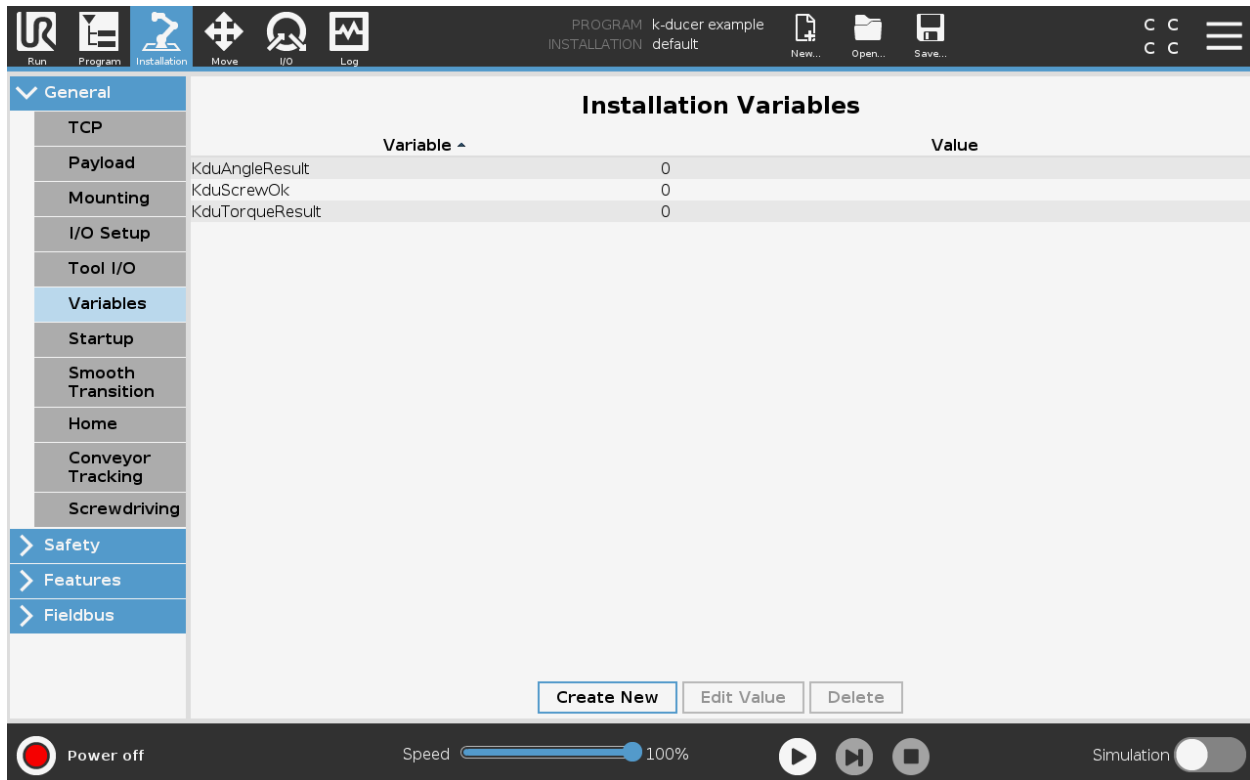 UR
PROGRAM k-ducer example
INSTALLATION default
Run Program Installation Move I/O Log New... Open... Save...
C C
C C
General
TCP
Payload
Mounting
I/O Setup
Tool I/O
Variables
Startup
Smooth
Transition
Home
Conveyor
Tracking
Screwdriving
Safety
Features
Fieldbus
Installation Variables
Variable Value
KduAngleResult 0
KduScrewOk 0
KduTorqueResult 0
Create New Edit Value Delete
Power off Speed 100% Simulation